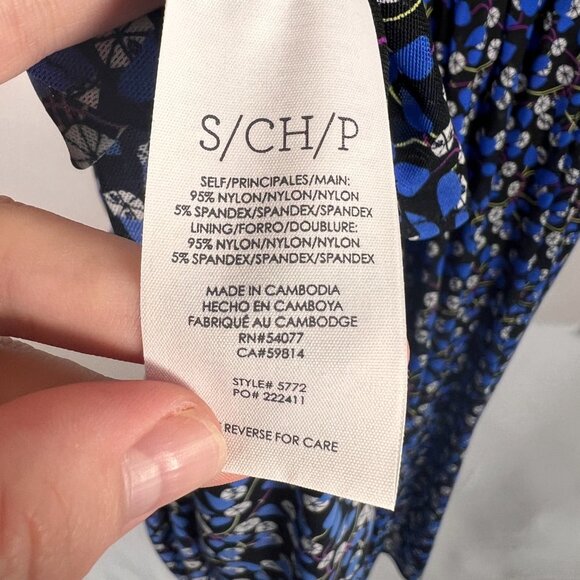 S/CH/P
SELF/PRINCIPALES/MAIN:
95% NYLON/NYLON/NYLON
5% SPANDEX/SPANDEX/SPANDEX
LINING/FORRO/DOUBLURE:
95% NYLON/NYLON/NYLON
5% SPANDEX/SPANDEX/SPANDEX
MADE IN CAMBODIA
HECHO EN CAMBOYA
FABRIQUÉ AU CAMBODGE
RN#54077
CA#59814
STYLE# 5772
PO# 222411
REVERSE FOR CARE